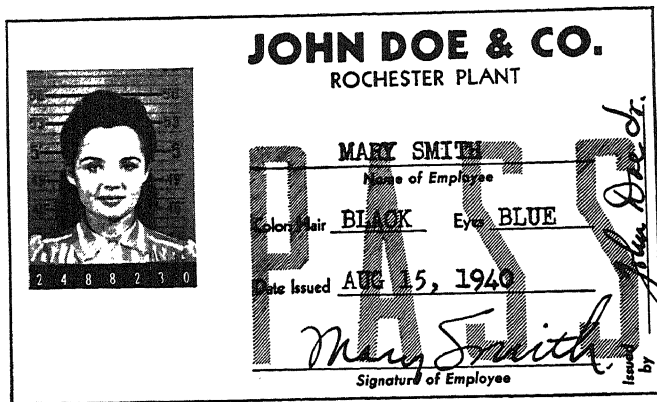 JOHN DOE & CO.
ROCHESTER PLANT
PASS
MARY SMITH
Name of Employee
Color: Hair BLACK Eyes BLUE
Date Issued AUG 15, 1940
Mary Smith.
Signature of Employee
Issued by John Doe Jr.
2 4 8 8 2 3 0